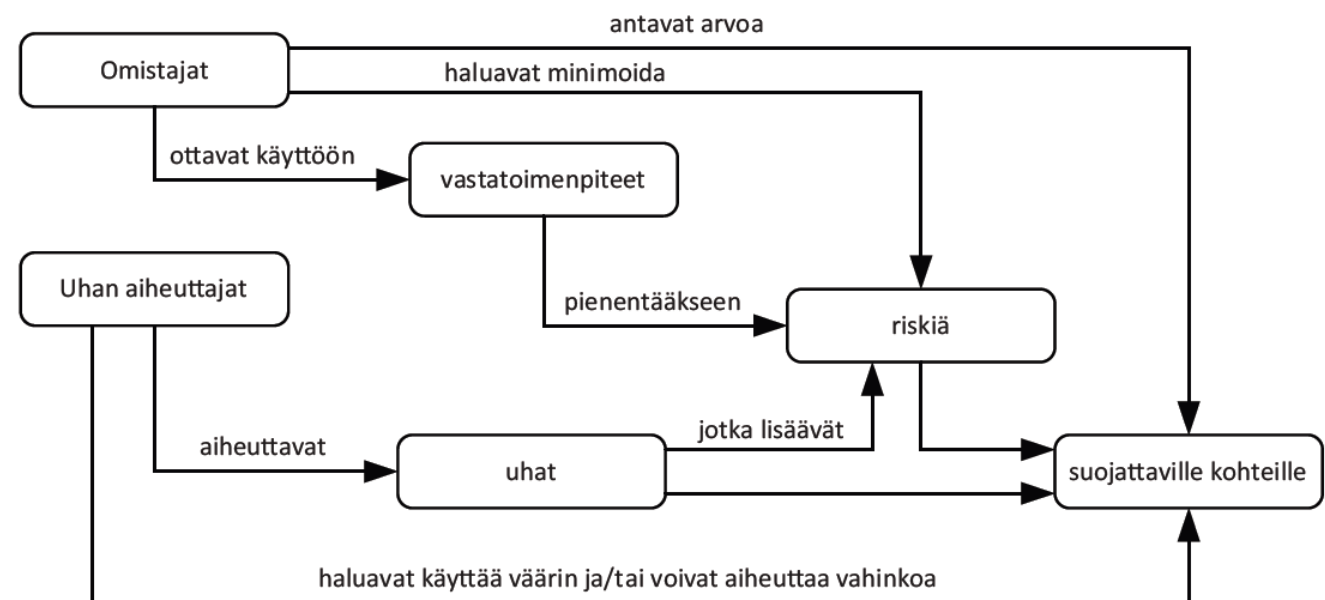 antavat arvoa
Omistajat
haluavat minimoida
ottavat käyttöön
vastatoimenpiteet
Uhan aiheuttajat
pienentääkseen
riskiä
jotka lisäävät
aiheuttavat
uhat
suojattaville kohteille
haluavat käyttää väärin ja/tai voivat aiheuttaa vahinkoa